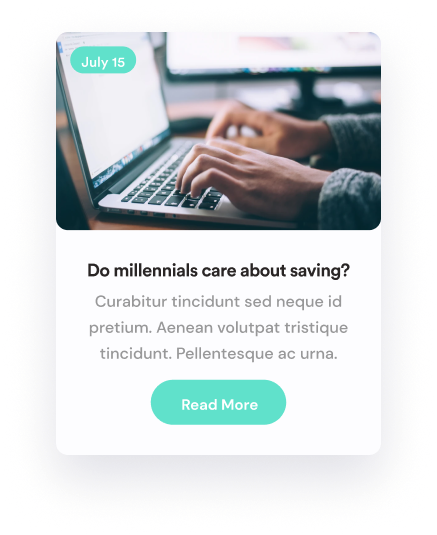 July 15
Do millennials care about saving?
Curabitur tincidunt sed neque id
pretium. Aenean volutpat tristique
tincidunt. Pellentesque ac urna.
Read More